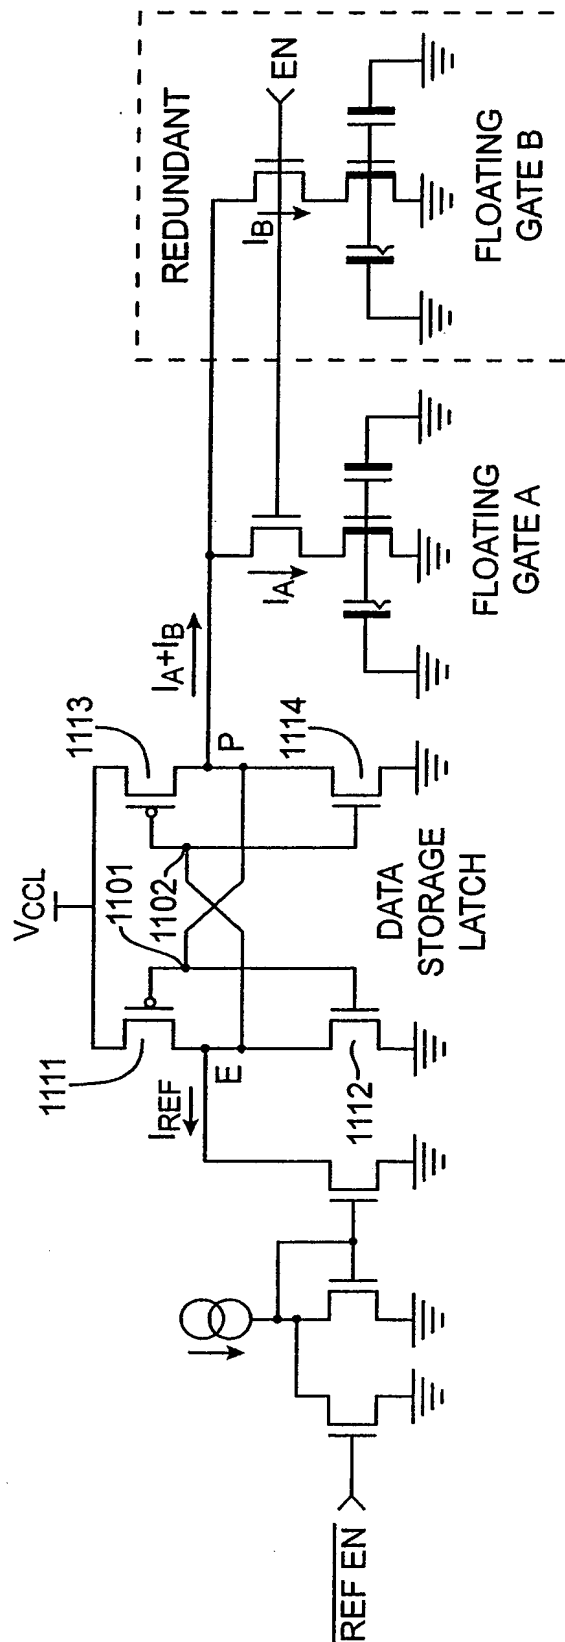 REDUNDANT
EN
I_B
FLOATING
GATE B
I_A+I_B
I_A
FLOATING
GATE A
V_CCL
1113
P
1114
1101
1102
DATA
STORAGE
LATCH
1111
E
1112
I_REF
REF EN